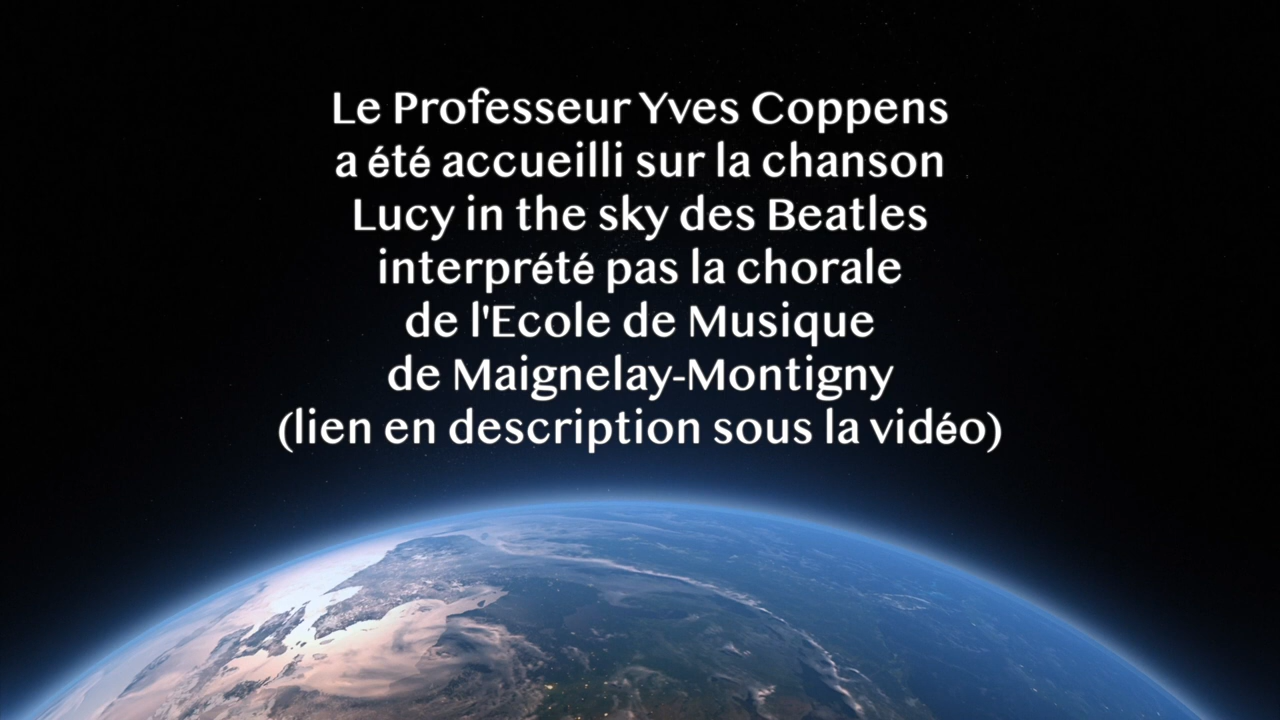 Le Professeur Yves Coppens
a été accueilli sur la chanson
Lucy in the sky des Beatles
interprété pas la chorale
de l'Ecole de Musique
de Maignelay-Montigny
(lien en description sous la vidéo)